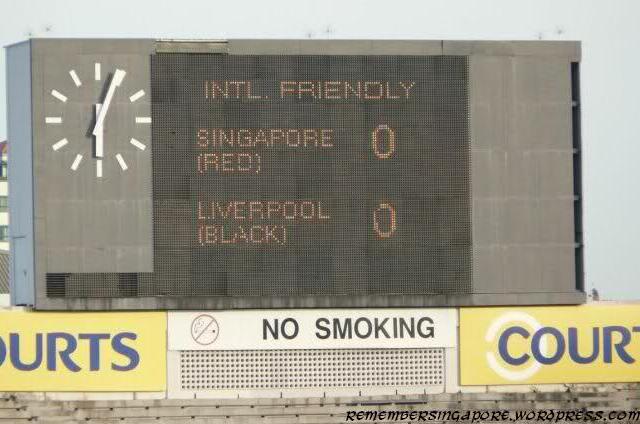 INTL. FRIENDLY
SINGAPORE 0
(RED)
LIVERPOOL 0
(BLACK)
OURTS NO SMOKING COURT
REMEMBERSINGAPORE.WORDPRESS.COM